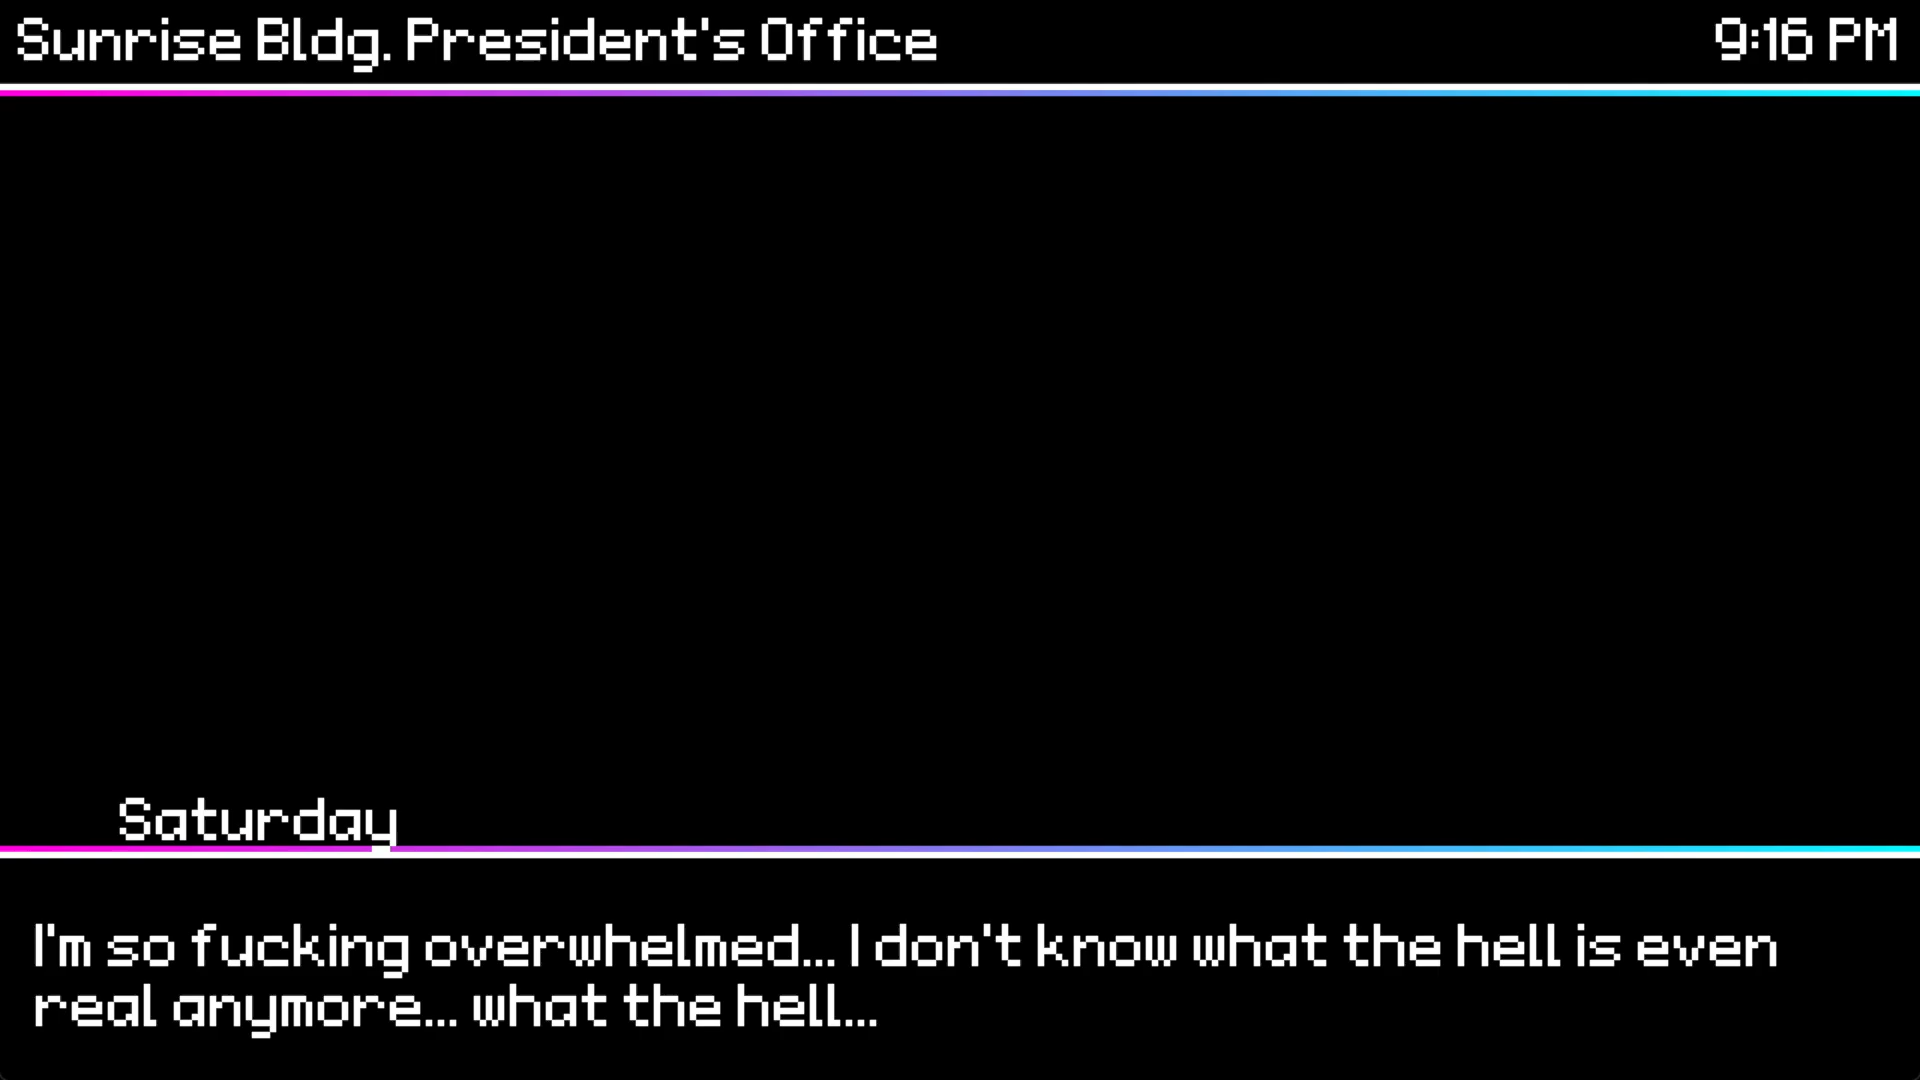 Sunrise Bldg. President's Office
9:16 PM
Saturday
I'm so fucking overwhelmed... I don't know what the hell is even
real anymore... what the hell...